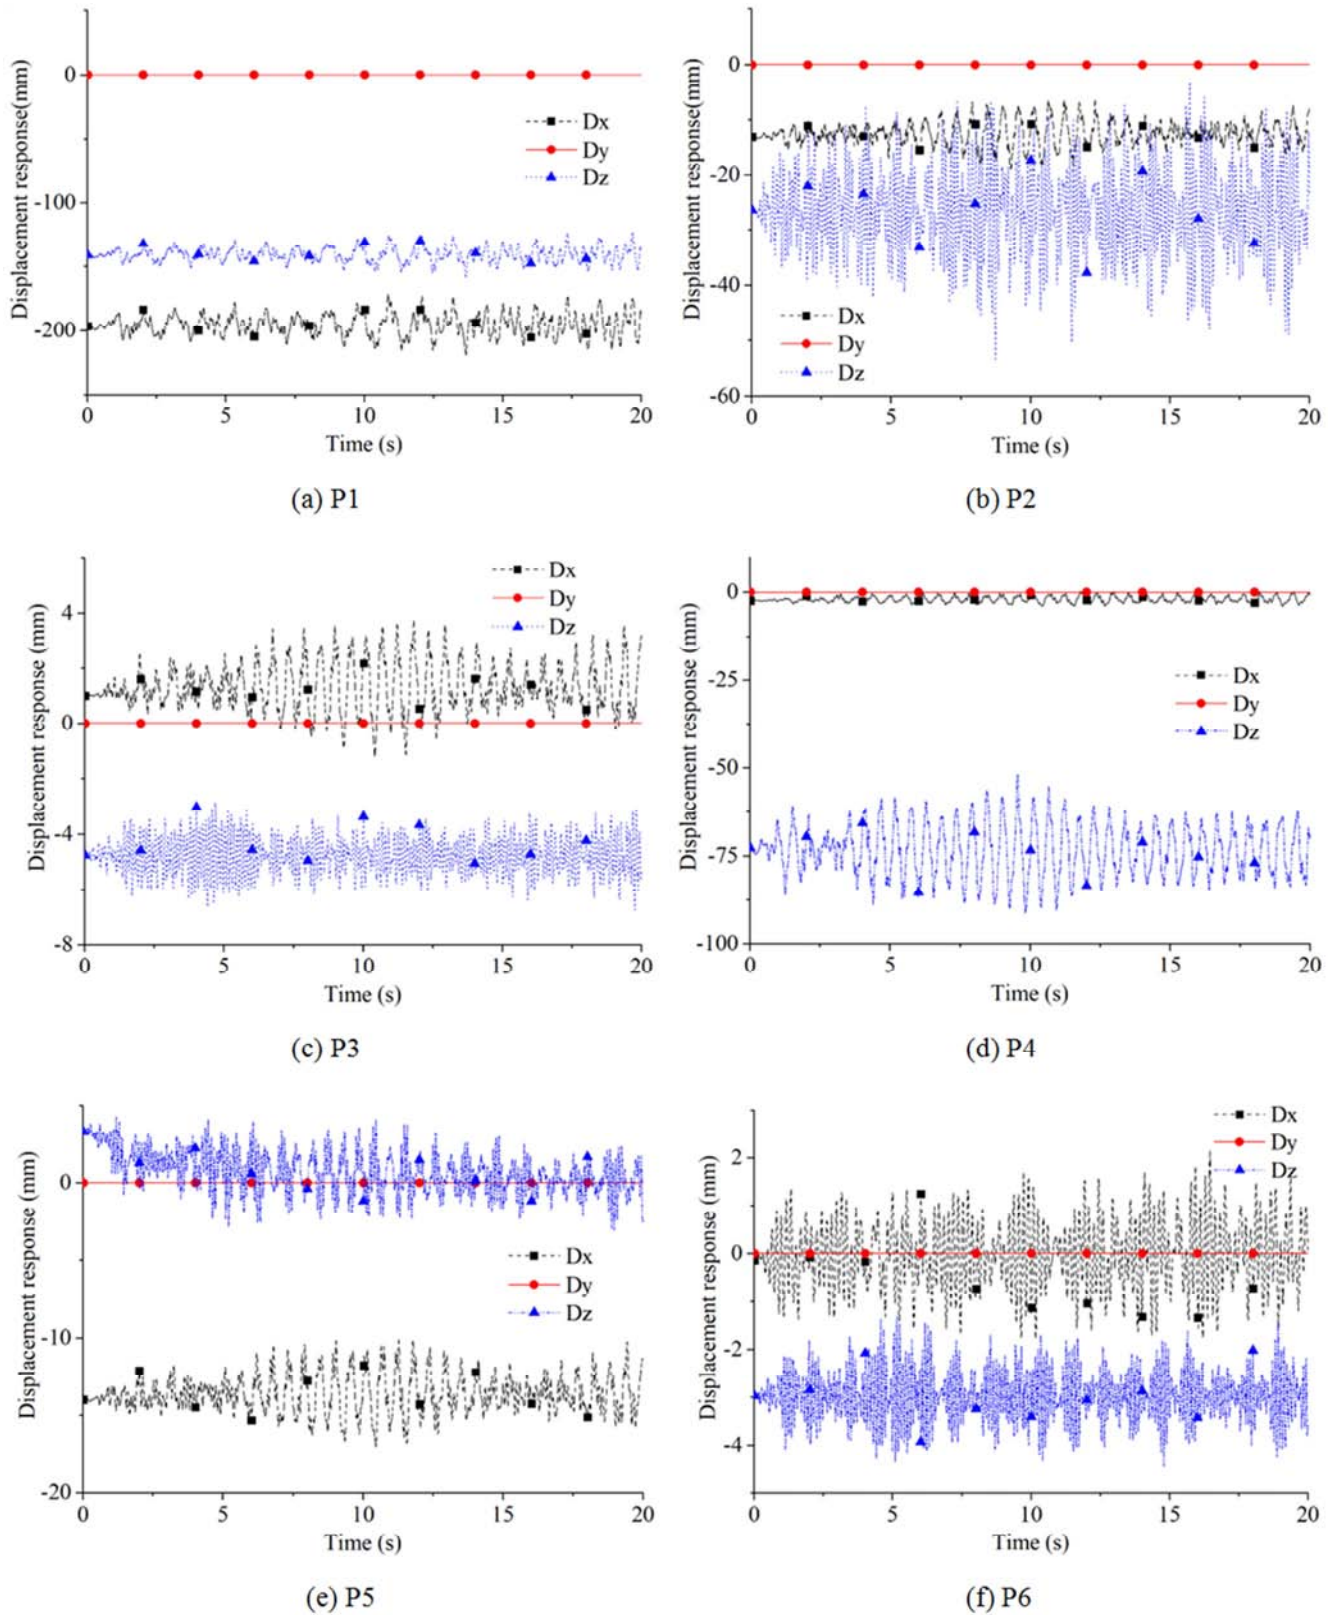 Displacement response(mm)
0
-100
-200
Dx
Dy
Dz
0 5 10 15 20
Time (s)
(a) P1
Displacement response(mm)
0
-20
-40
-60
Dx
Dy
Dz
0 5 10 15 20
Time (s)
(b) P2
Displacement response (mm)
4
0
-4
-8
Dx
Dy
Dz
0 5 10 15 20
Time (s)
(c) P3
Displacement response (mm)
0
-25
-50
-75
-100
Dx
Dy
Dz
0 5 10 15 20
Time (s)
(d) P4
Displacement response (mm)
0
-10
-20
Dx
Dy
Dz
0 5 10 15 20
Time (s)
(e) P5
Displacement response (mm)
2
0
-2
-4
Dx
Dy
Dz
0 5 10 15 20
Time (s)
(f) P6